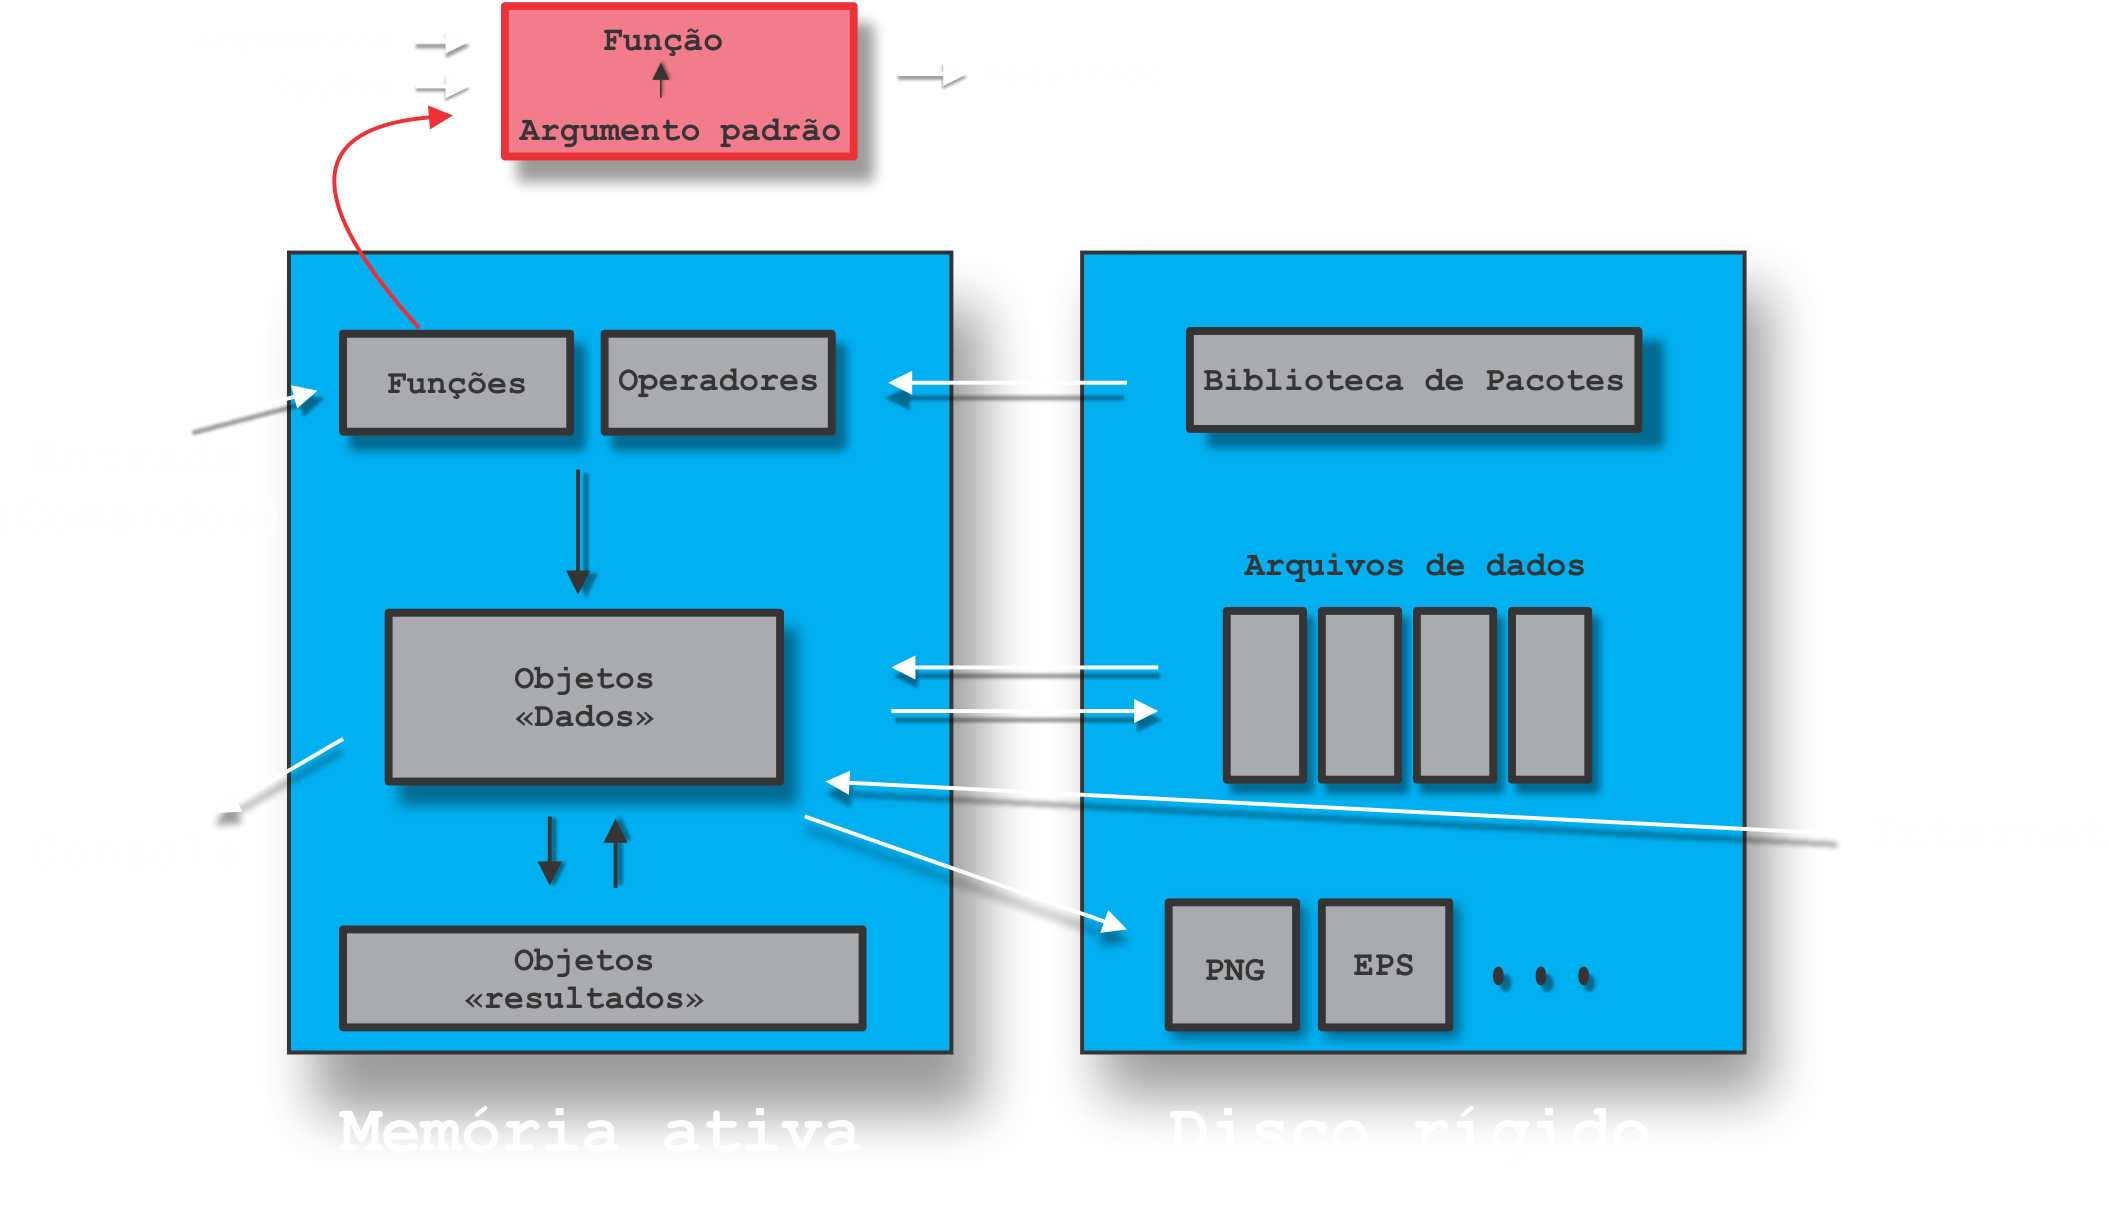 Função
Argumento padrão
Funções
Operadores
Biblioteca de Pacotes
(Comandos)
Arquivos de dados
Objetos
«Dados»
Objetos
«resultados»
PNG
EPS
...
Memória ativa
Disco rígido